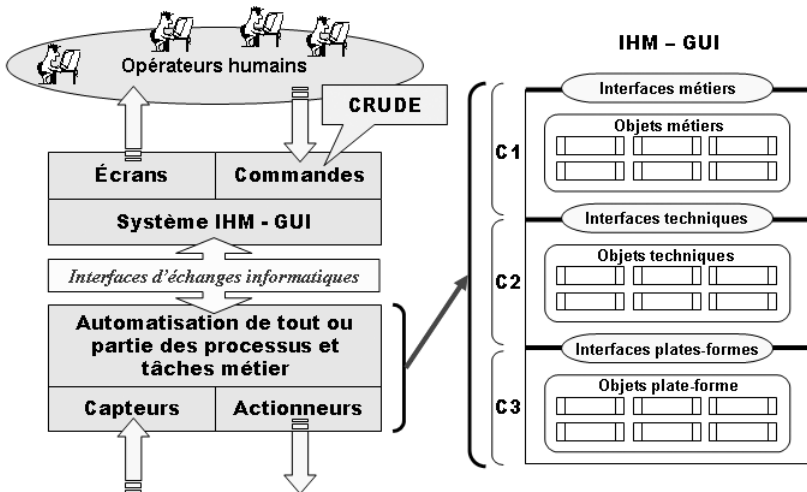 Opérateurs humains
CRUDE
Écrans
Commandes
Système IHM - GUI
Interfaces d'échanges informatiques
Automatisation de tout ou
partie des processus et
tâches métier
Capteurs
Actionneurs
IHM – GUI
Interfaces métiers
C1
Objets métiers
Interfaces techniques
C2
Objets techniques
Interfaces plates-formes
C3
Objets plate-forme